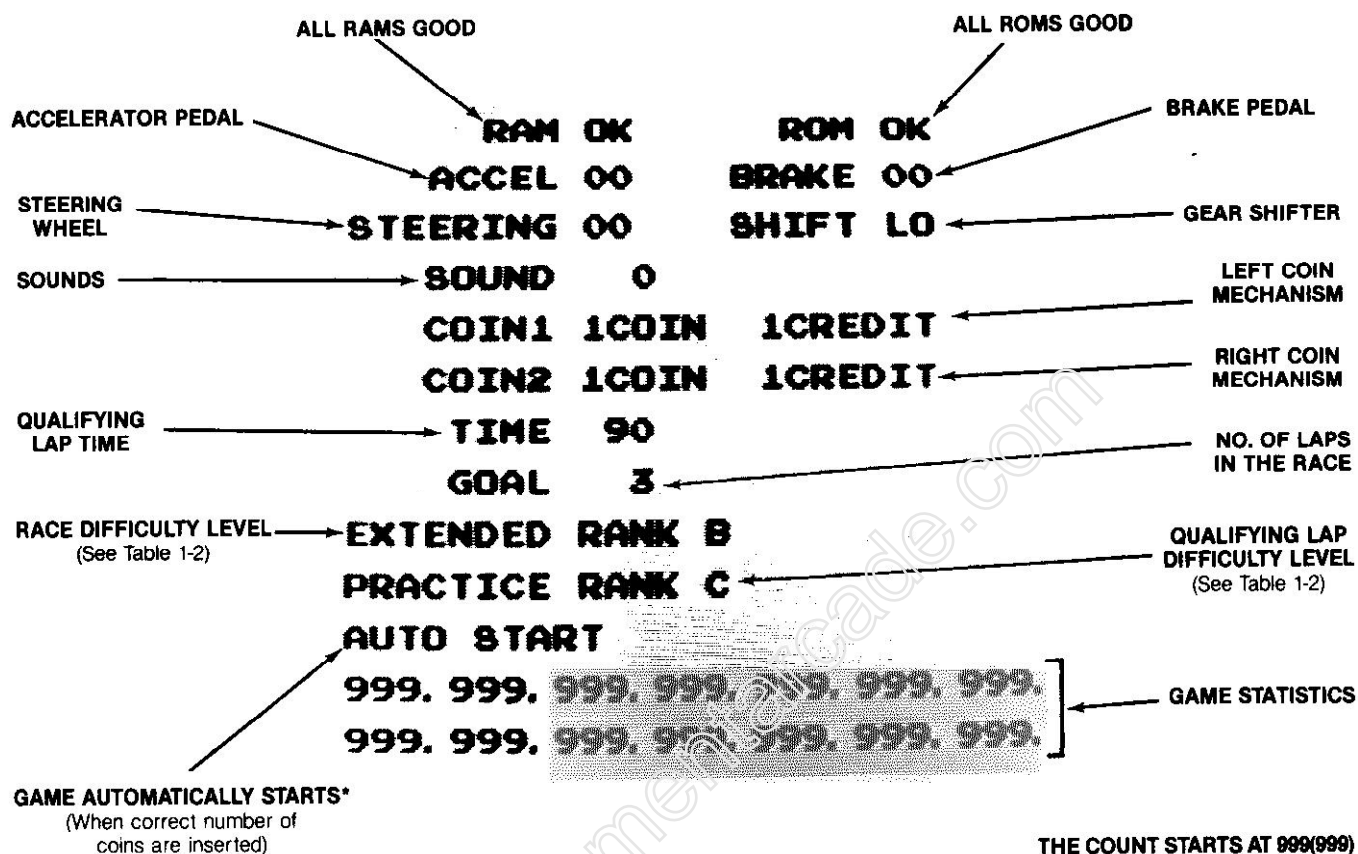 ALL RAMS GOOD
ALL ROMS GOOD
ACCELERATOR PEDAL
RAM OK
ROM OK
BRAKE PEDAL
ACCEL 00
BRAKE 00
STEERING
WHEEL
STEERING 00
SHIFT LO
GEAR SHIFTER
SOUNDS
SOUND 0
LEFT COIN
MECHANISM
COIN1 1COIN 1CREDIT
COIN2 1COIN 1CREDIT
RIGHT COIN
MECHANISM
QUALIFYING
LAP TIME
TIME 90
GOAL 3
NO. OF LAPS
IN THE RACE
RACE DIFFICULTY LEVEL
(See Table 1-2)
EXTENDED RANK B
PRACTICE RANK C
QUALIFYING LAP
DIFFICULTY LEVEL
(See Table 1-2)
AUTO START
999. 999. 999. 999. 999. 999. 999.
999. 999. 999. 999. 999. 999. 999.
GAME STATISTICS
GAME AUTOMATICALLY STARTS*
(When correct number of
coins are inserted)
THE COUNT STARTS AT 999(999)
mentarcade.com